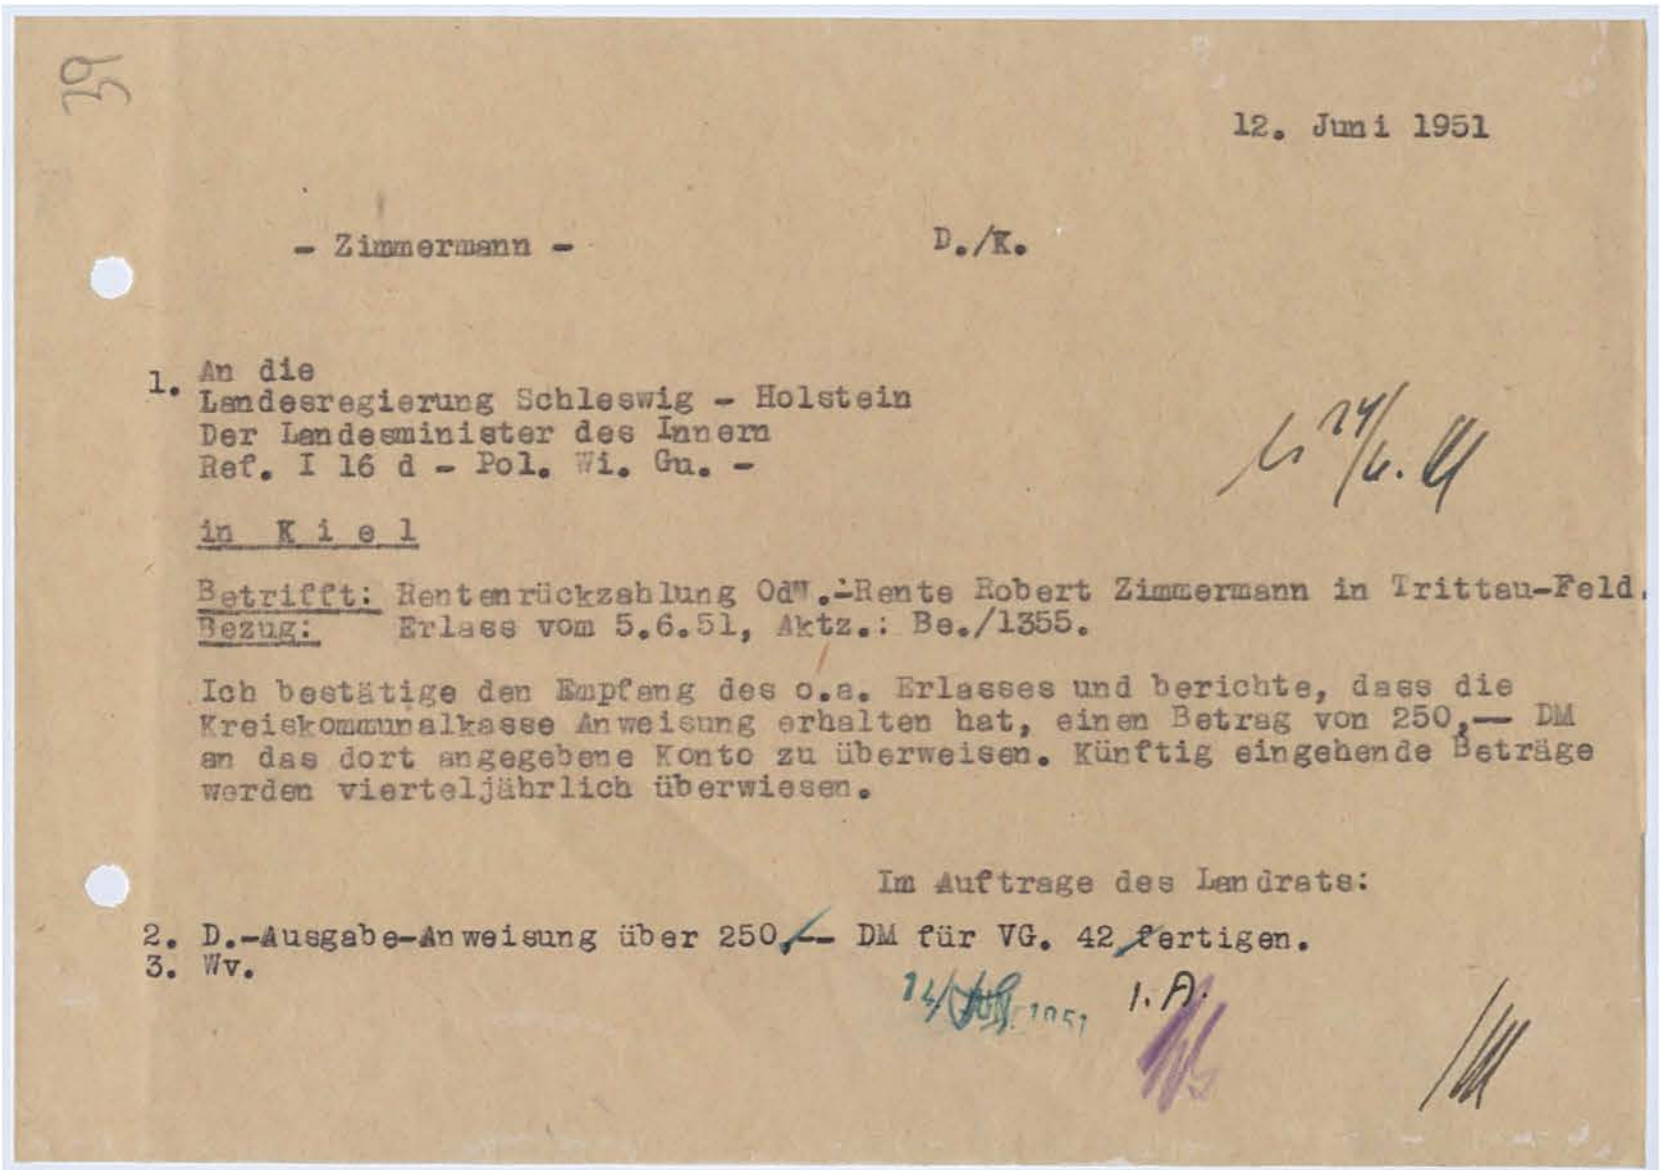 39
12. Juni 1951
- Zimmermann - D./K.
1. An die
Landesregierung Schleswig - Holstein
Der Landesminister des Innern
Ref. I 16 d - Pol. Wi. Gu. -
in K i e l
Betrifft: Rentenrückzahlung OdW.-Rente Robert Zimmermann in Trittau-Feld.
Bezug: Erlass vom 5.6.51, Aktz.: Be./1355.
Ich bestätige den Empfang des o.a. Erlasses und berichte, dass die
Kreiskommunalkasse Anweisung erhalten hat, einen Betrag von 250,-- DM
an das dort angegebene Konto zu überweisen. Künftig eingehende Beträge
werden vierteljährlich überwiesen.
Im Auftrage des Landrats:
2. D.-Ausgabe-Anweisung über 250,-- DM für VG. 42 fertigen.
3. Wv.
JUN. 1951 I.A.